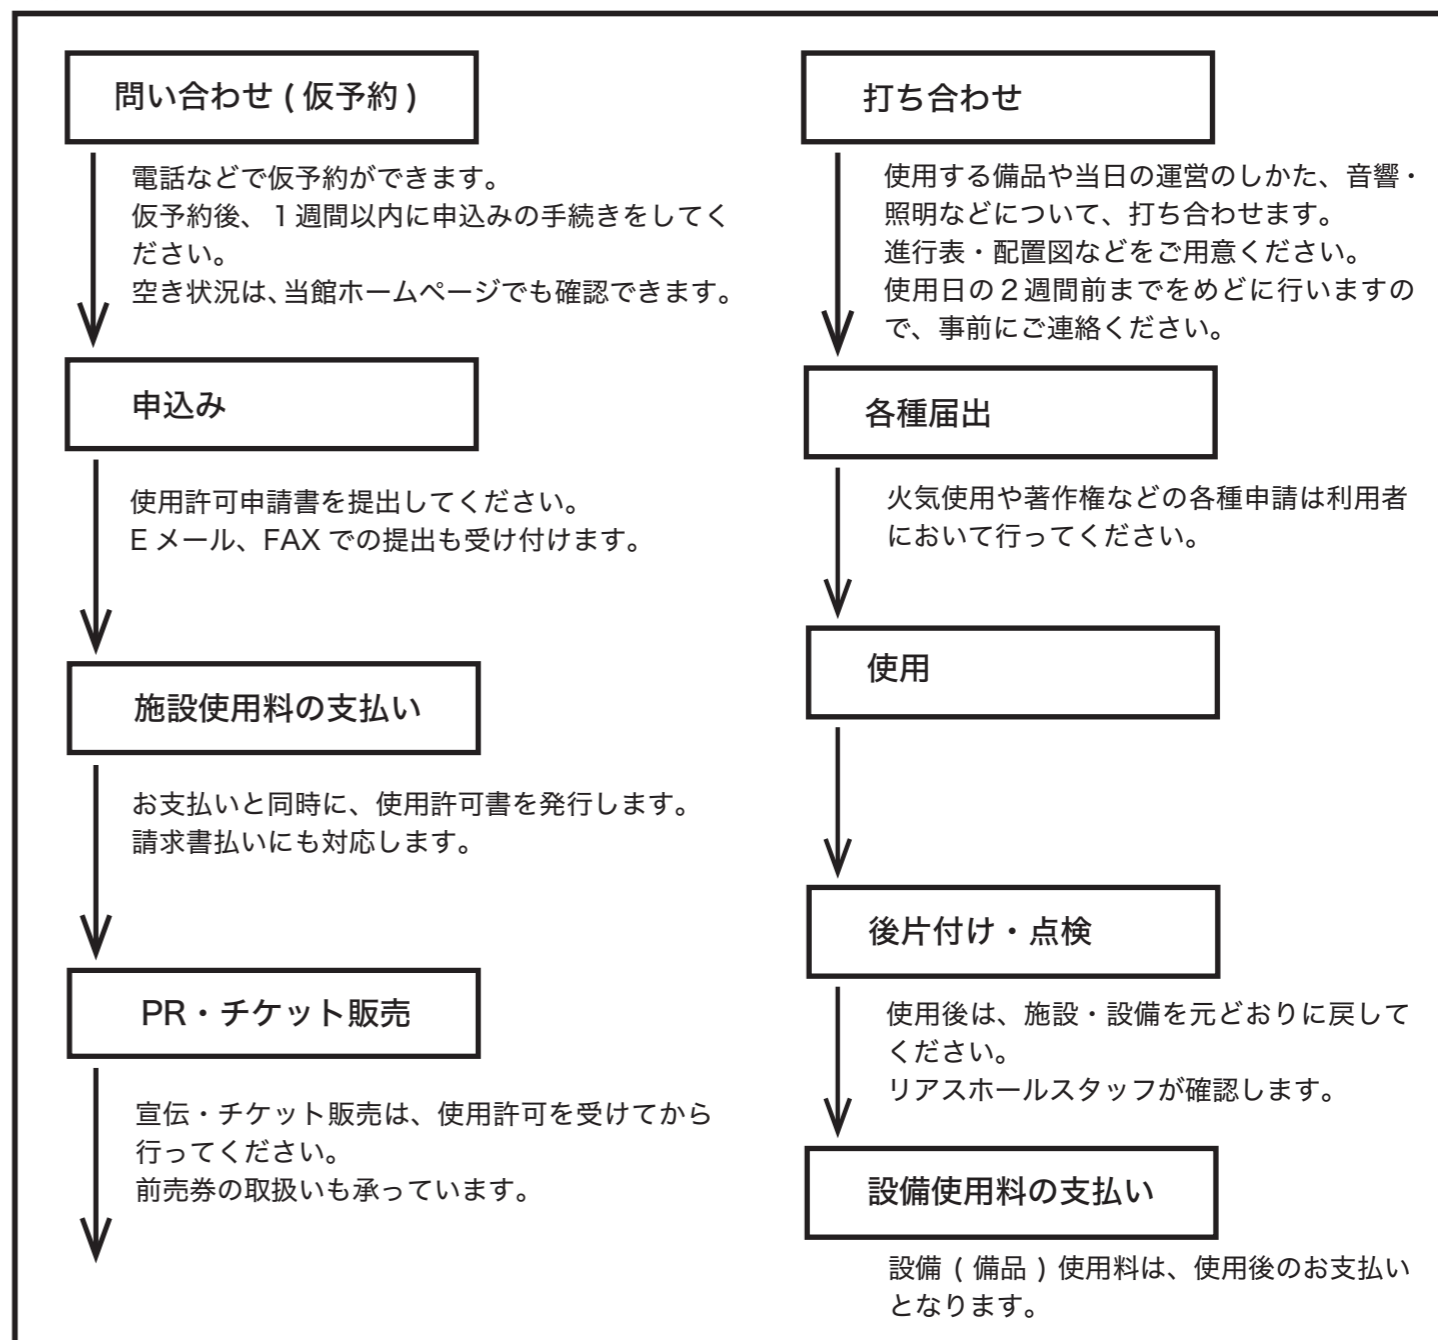 問い合わせ ( 仮予約 )
電話などで仮予約ができます。
仮予約後、１週間以内に申込みの手続きをしてく
ださい。
空き状況は、当館ホームページでも確認できます。
申込み
使用許可申請書を提出してください。
E メール、FAX での提出も受け付けます。
施設使用料の支払い
お支払いと同時に、使用許可書を発行します。
請求書払いにも対応します。
PR・チケット販売
宣伝・チケット販売は、使用許可を受けてから
行ってください。
前売券の取扱いも承っています。
打ち合わせ
使用する備品や当日の運営のしかた、音響・
照明などについて、打ち合わせます。
進行表・配置図などをご用意ください。
使用日の２週間前までをめどに行いますの
で、事前にご連絡ください。
各種届出
火気使用や著作権などの各種申請は利用者
において行ってください。
使用
後片付け・点検
使用後は、施設・設備を元どおりに戻して
ください。
リアスホールスタッフが確認します。
設備使用料の支払い
設備 ( 備品 ) 使用料は、使用後のお支払い
となります。